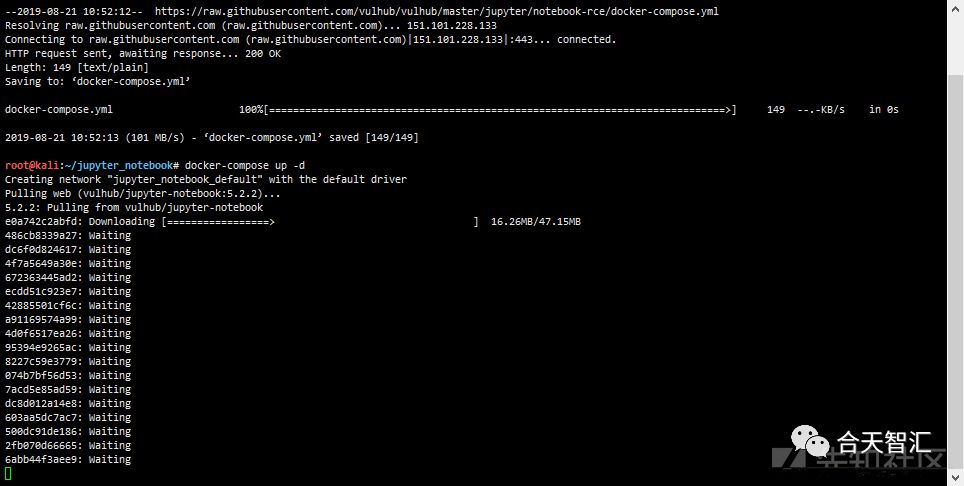 --2019-08-21 10:52:12--  https://raw.githubusercontent.com/vulhub/vulhub/master/jupyter/notebook-rce/docker-compose.yml
Resolving raw.githubusercontent.com (raw.githubusercontent.com)... 151.101.228.133
Connecting to raw.githubusercontent.com (raw.githubusercontent.com)|151.101.228.133|:443... connected.
HTTP request sent, awaiting response... 200 OK
Length: 149 [text/plain]
Saving to: ‘docker-compose.yml’
docker-compose.yml                     100%[============================================================================>]     149  --.-KB/s    in 0s
2019-08-21 10:52:13 (101 MB/s) - ‘docker-compose.yml’ saved [149/149]
root@kali:~/jupyter_notebook# docker-compose up -d
Creating network "jupyter_notebook_default" with the default driver
Pulling web (vulhub/jupyter-notebook:5.2.2)...
5.2.2: Pulling from vulhub/jupyter-notebook
e0a742c2abfd: Downloading [=================>                                 ]  16.26MB/47.15MB
486cb8339a27: Waiting
dc6f0d824617: Waiting
4f7a5649a30e: Waiting
672363445ad2: Waiting
ecdd51c923e7: Waiting
42885501cf6c: Waiting
a91169574a99: Waiting
4d0f6517ea26: Waiting
95394e9265ac: Waiting
8227c59e3779: Waiting
074b7bf56d53: Waiting
7acd5e85ad59: Waiting
dc8d012a14e8: Waiting
603aa5dc7ac7: Waiting
500dc91de186: Waiting
2fb070d66665: Waiting
6abb44f3aee9: Waiting
合天智汇
先知社区